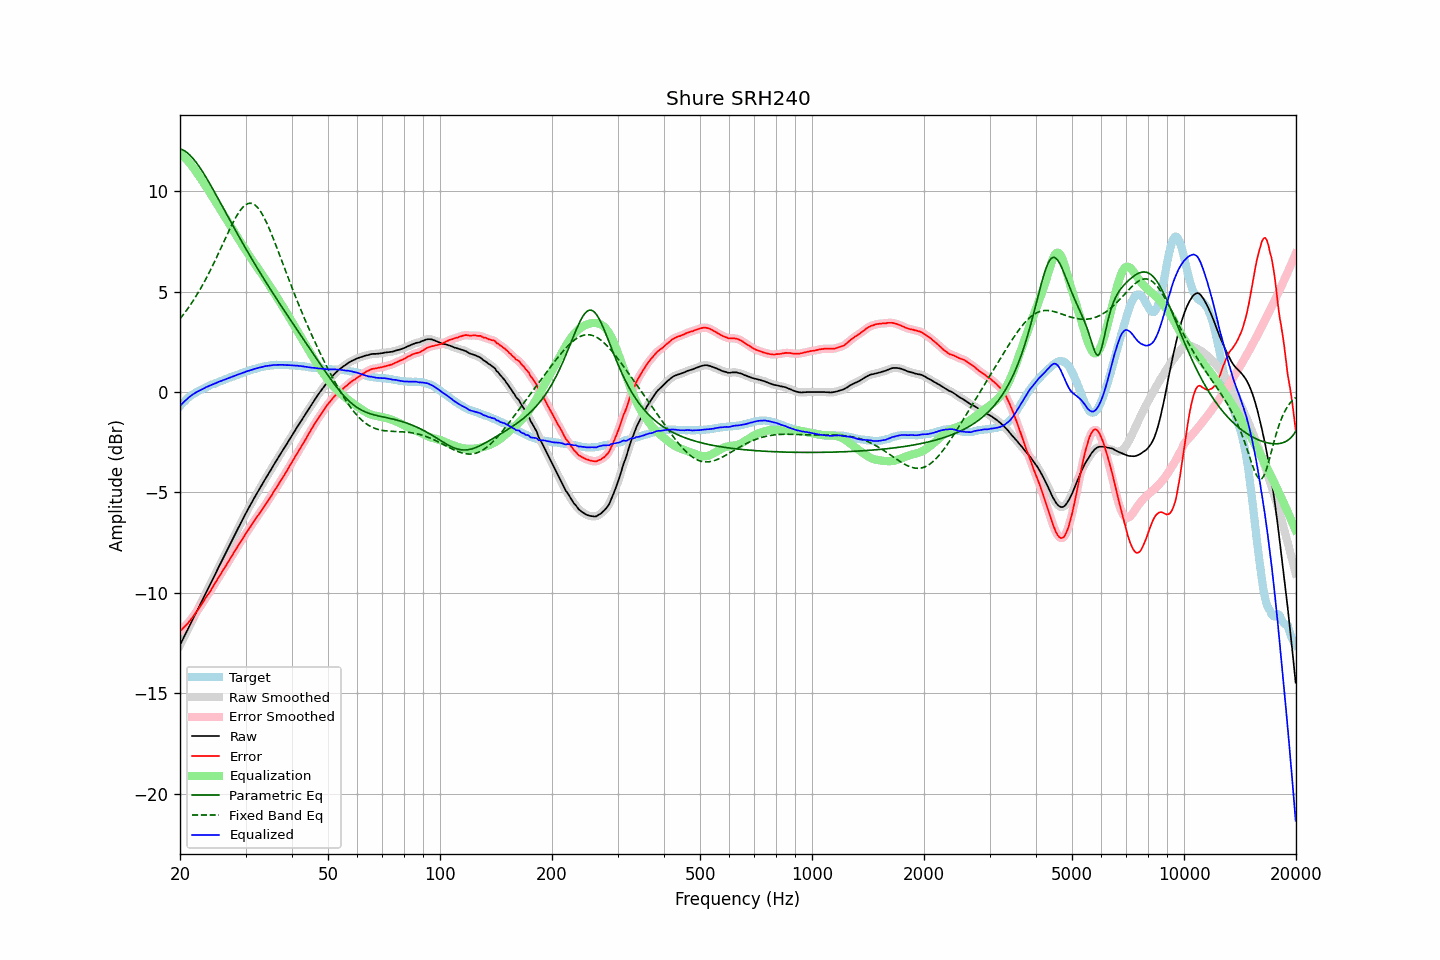 Shure SRH240
Amplitude (dBr)
10
5
0
−5
−10
−15
−20
Target
Raw Smoothed
Error Smoothed
Raw
Error
Equalization
Parametric Eq
Fixed Band Eq
Equalized
20 50 100 200 500 1000 2000 5000 10000 20000
Frequency (Hz)